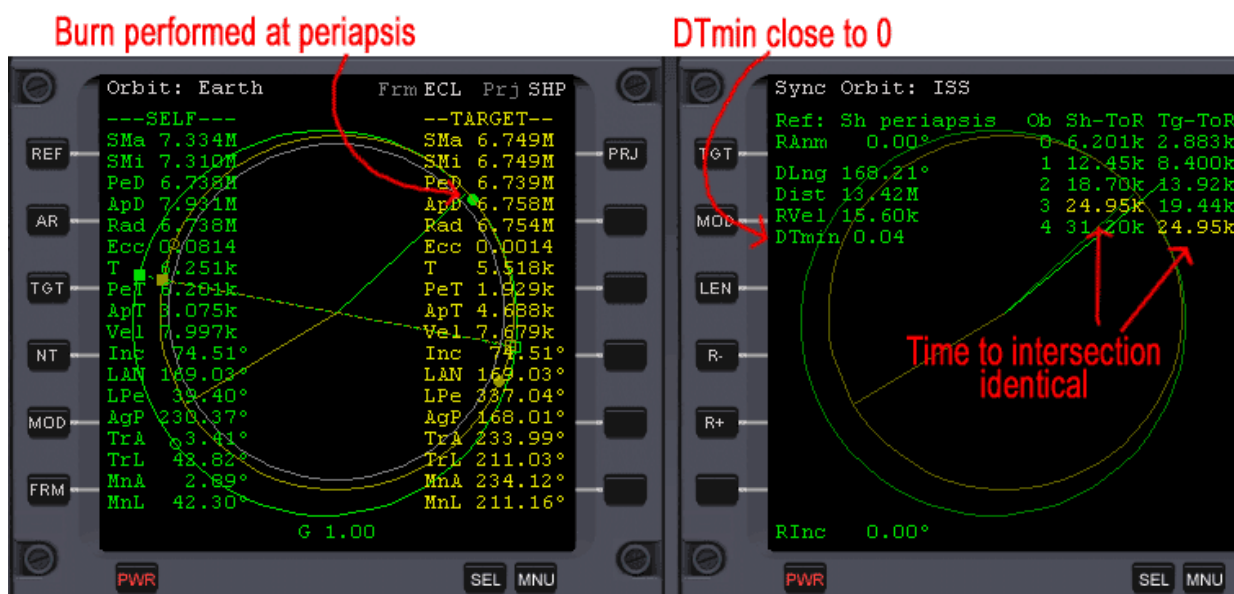 Burn performed at periapsis
DTmin close to 0
Orbit: Earth Frm ECL Prj SHP
---SELF--- --TARGET--
SMa 7.334M SMa 6.749M
SMi 7.310M SMi 6.749M
PeD 6.738M PeD 6.739M
ApD 7.931M ApD 6.758M
Rad 6.738M Rad 6.754M
Ecc 0.0814 Ecc 0.0014
T 6.251k T 5.518k
PeT 6.201k PeT 1.929k
ApT 3.075k ApT 4.688k
Vel 7.997k Vel 7.679k
Inc 74.51° Inc 74.51°
LAN 169.03° LAN 169.03°
LPe 39.40° LPe 337.04°
AgP 230.37° AgP 168.01°
TrA 3.41° TrA 233.99°
TrL 42.82° TrL 211.03°
MnA 2.89° MnA 234.12°
MnL 42.30° MnL 211.16°
G 1.00
REF
AR
TGT
NT
MOD
FRM
PRJ
PWR
SEL MNU
Sync Orbit: ISS
Ref: Sh periapsis Ob Sh-ToR Tg-ToR
RAnm 0.00° 0 6.201k 2.883k
1 12.45k 8.400k
DLng 168.21° 2 18.70k 13.92k
Dist 13.42M 3 24.95k 19.44k
RVel 15.60k 4 31.20k 24.95k
DTmin 0.04
Time to intersection
identical
RInc 0.00°
TGT
MOD
LEN
R-
R+
PWR
SEL MNU